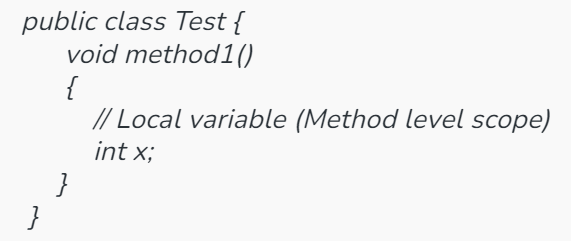 public class Test {
void method1()
{
// Local variable (Method level scope)
int x;
}
}